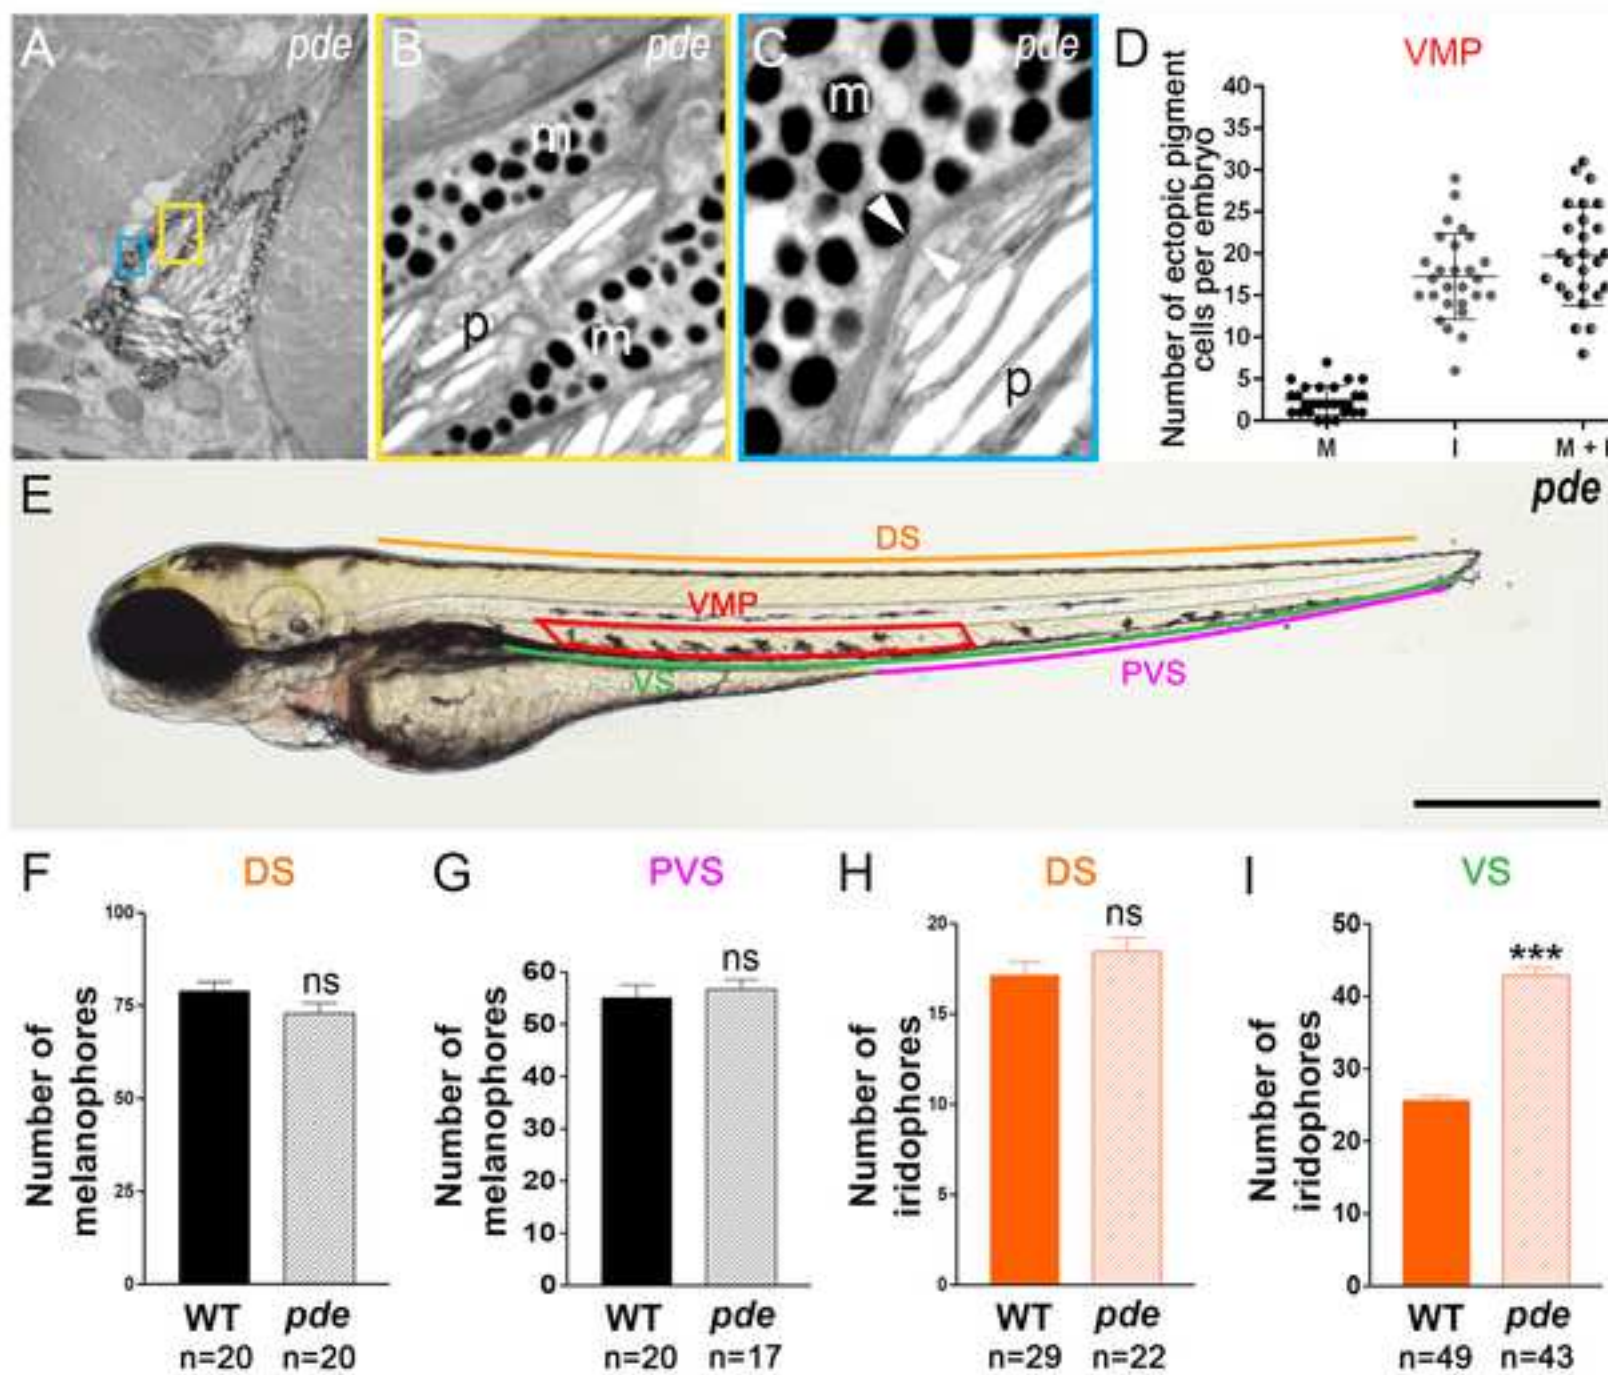 A pde
B pde
m
p
m
C pde
m
p
D VMP
Number of ectopic pigment
cells per embryo
40
35
30
25
20
15
10
5
0
M I M +
E pde
DS
VMP
VS
PVS
F DS
Number of
melanophores
100
75
50
25
0
ns
WT pde
n=20 n=20
G PVS
Number of
melanophores
60
50
40
30
20
10
0
ns
WT pde
n=20 n=17
H DS
Number of
iridophores
20
15
10
5
0
ns
WT pde
n=29 n=22
I VS
Number of
iridophores
50
40
30
20
10
0
***
WT pde
n=49 n=43